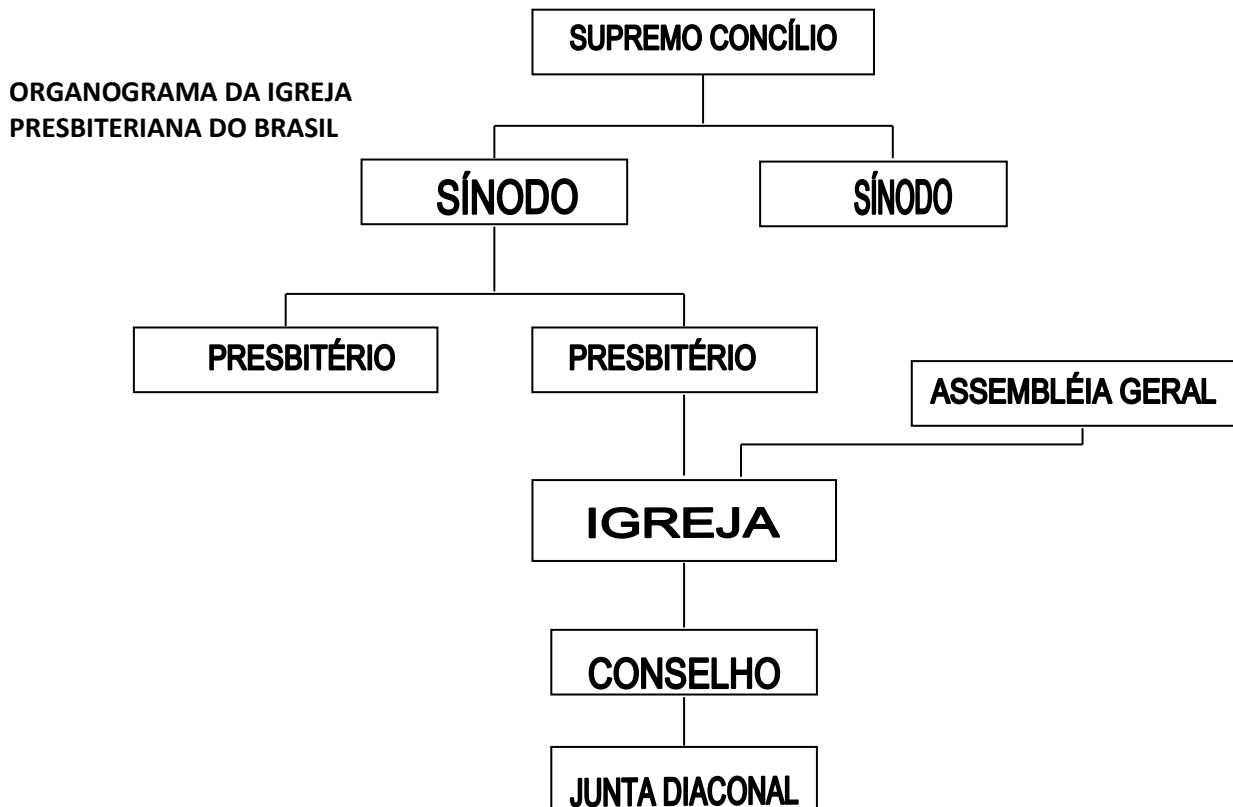 SUPREMO CONCÍLIO
ORGANOGRAMA DA IGREJA
PRESBITERIANA DO BRASIL
SÍNODO
SÍNODO
PRESBITÉRIO
PRESBITÉRIO
ASSEMBLÉIA GERAL
IGREJA
CONSELHO
JUNTA DIACONAL